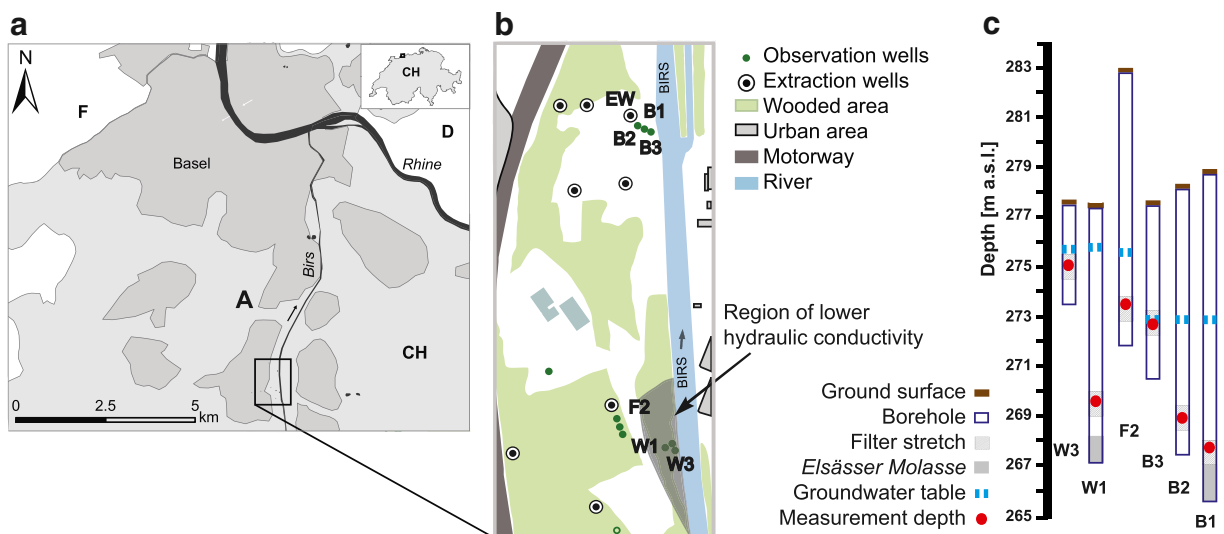 a
N
F
CH
D
Basel
Rhine
Birs
A
CH
0
2.5
5
km
b
BIRS
EW
B1
B2
B3
BIRS
F2
W1
W3
Observation wells
Extraction wells
Wooded area
Urban area
Motorway
River
Region of lower
hydraulic conductivity
c
Depth [m a.s.l.]
283
281
279
277
275
273
271
269
267
265
Ground surface
Borehole
Filter stretch
Elsässer Molasse
Groundwater table
Measurement depth
W3
W1
F2
B3
B2
B1